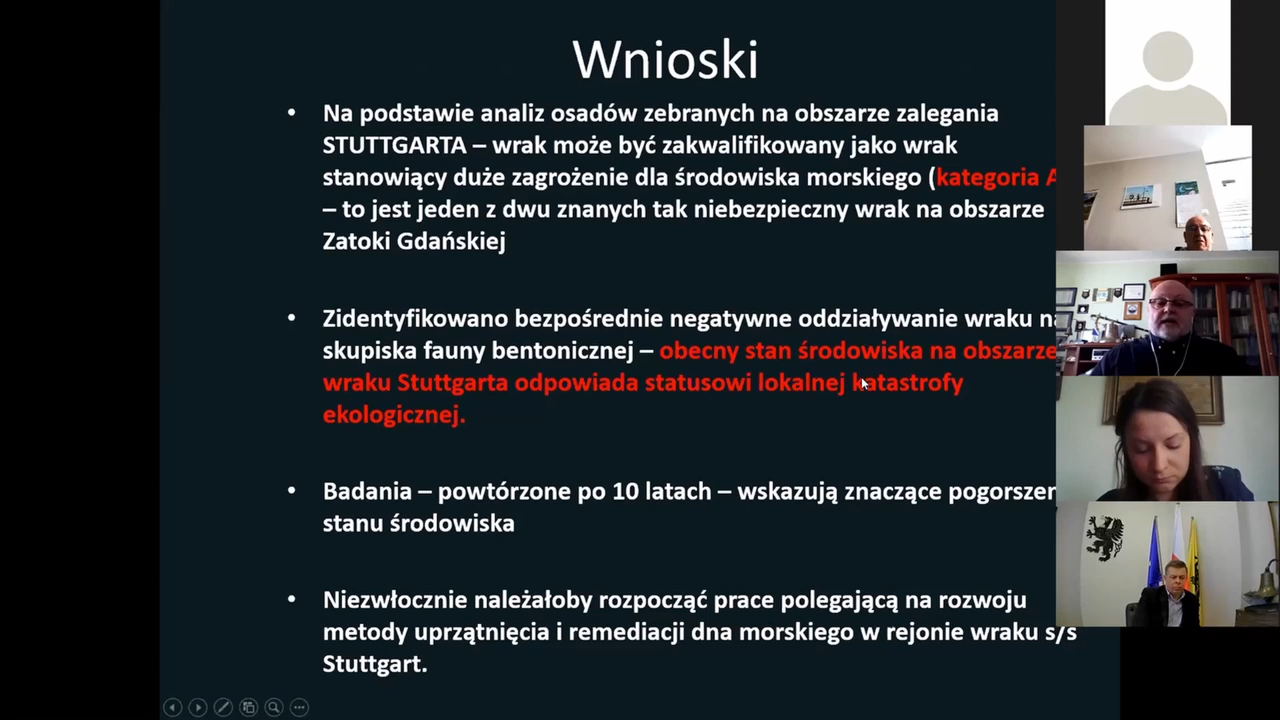 Wnioski
• Na podstawie analiz osadów zebranych na obszarze zalegania
STUTTGARTA – wrak może być zakwalifikowany jako wrak
stanowiący duże zagrożenie dla środowiska morskiego (kategoria A
– to jest jeden z dwu znanych tak niebezpieczny wrak na obszarze
Zatoki Gdańskiej
• Zidentyfikowano bezpośrednie negatywne oddziaływanie wraku na
skupiska fauny bentonicznej – obecny stan środowiska na obszarze
wraku Stuttgarta odpowiada statusowi lokalnej katastrofy
ekologicznej.
• Badania – powtórzone po 10 latach – wskazują znaczące
stanu środowiska
• Niezwłocznie należałoby rozpocząć prace polegającą na rozwoju
metody uprzątnięcia i remediacji dna morskiego w rejonie wraku s/s
Stuttgart.